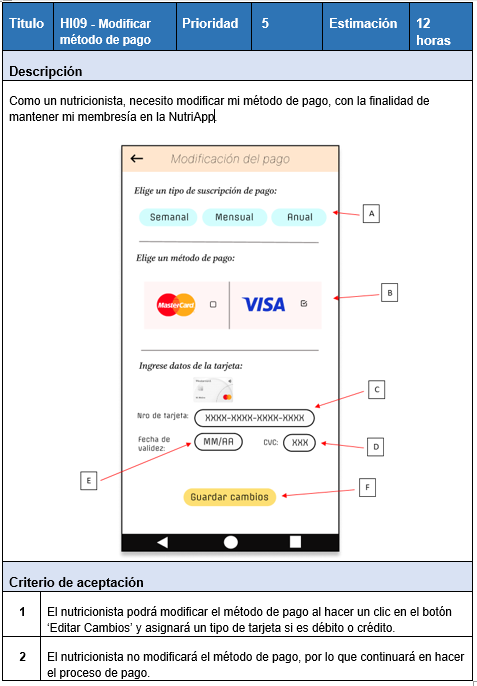 Titulo HI09 - Modificar método de pago Prioridad 5 Estimación 12 horas
Descripción
Como un nutricionista, necesito modificar mi método de pago, con la finalidad de
mantener mi membresía en la NutriApp.
Modificación del pago
Elige un tipo de suscripción de pago:
Semanal Mensual Anual
A
Elige un método de pago:
B
MasterCard VISA
Ingrese datos de la tarjeta:
C
Nro de tarjeta: XXXX-XXXX-XXXX-XXXX
Fecha de validez: MM/AA CVC: XXX
D
E
Guardar cambios
F
Criterio de aceptación
1 El nutricionista podrá modificar el método de pago al hacer un clic en el botón
‘Editar Cambios’ y asignará un tipo de tarjeta si es débito o crédito.
2 El nutricionista no modificará el método de pago, por lo que continuará en hacer
el proceso de pago.